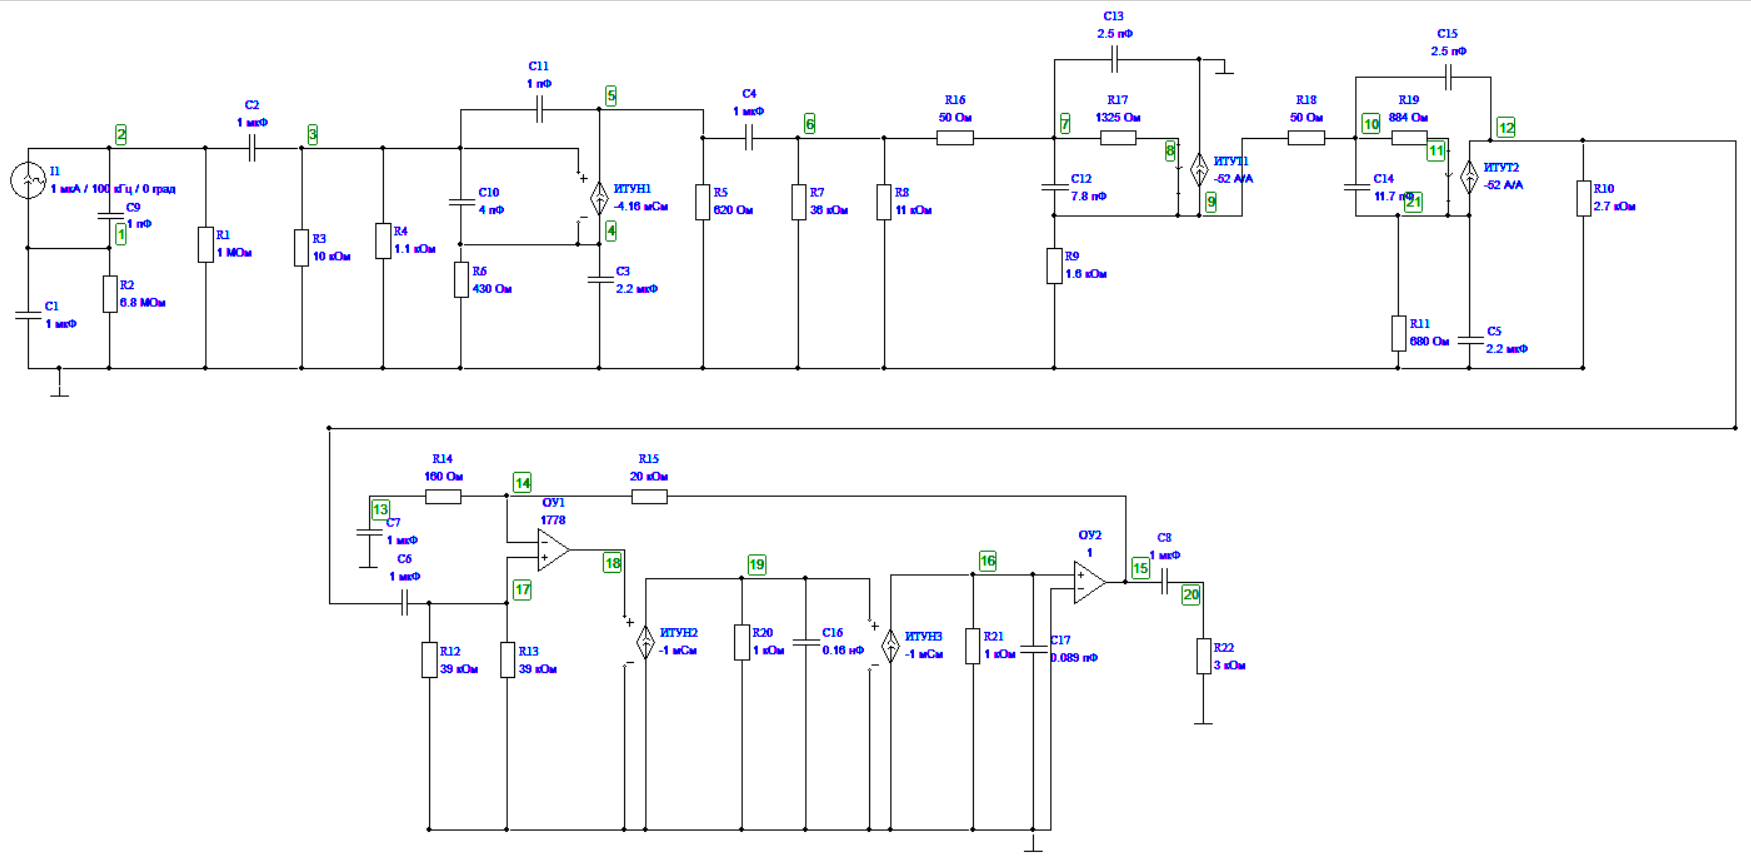 C13
2.5 пФ
C15
2.5 пФ
C11
1 пФ
5
C2
1 мкФ
C4
1 мкФ
R16
50 Ом
R17
1325 Ом
R18
50 Ом
R19
884 Ом
2
3
6
7
10
12
8
11
I1
1 мкА / 100 кГц / 0 град
C9
1 пФ
1
C10
4 пФ
ИТУН1
-4.16 мСм
4
R5
620 Ом
R7
36 кОм
R8
11 кОм
C12
7.8 пФ
ИТУТ1
-52 А/А
9
C14
11.7 пФ
21
ИТУТ2
-52 А/А
R10
2.7 кОм
R1
1 МОм
R3
10 кОм
R4
1.1 кОм
R6
430 Ом
C3
2.2 мкФ
R9
1.6 кОм
R2
6.8 МОм
C1
1 мкФ
R11
680 Ом
C5
2.2 мкФ
R14
160 Ом
R15
20 кОм
14
13
C7
1 мкФ
ОУ1
1778
C6
1 мкФ
18
17
19
16
ОУ2
1
C8
1 мкФ
15
20
R12
39 кОм
R13
39 кОм
ИТУН2
-1 мСм
R20
1 кОм
C16
0.16 нФ
ИТУН3
-1 мСм
R21
1 кОм
C17
0.089 пФ
R22
3 кОм